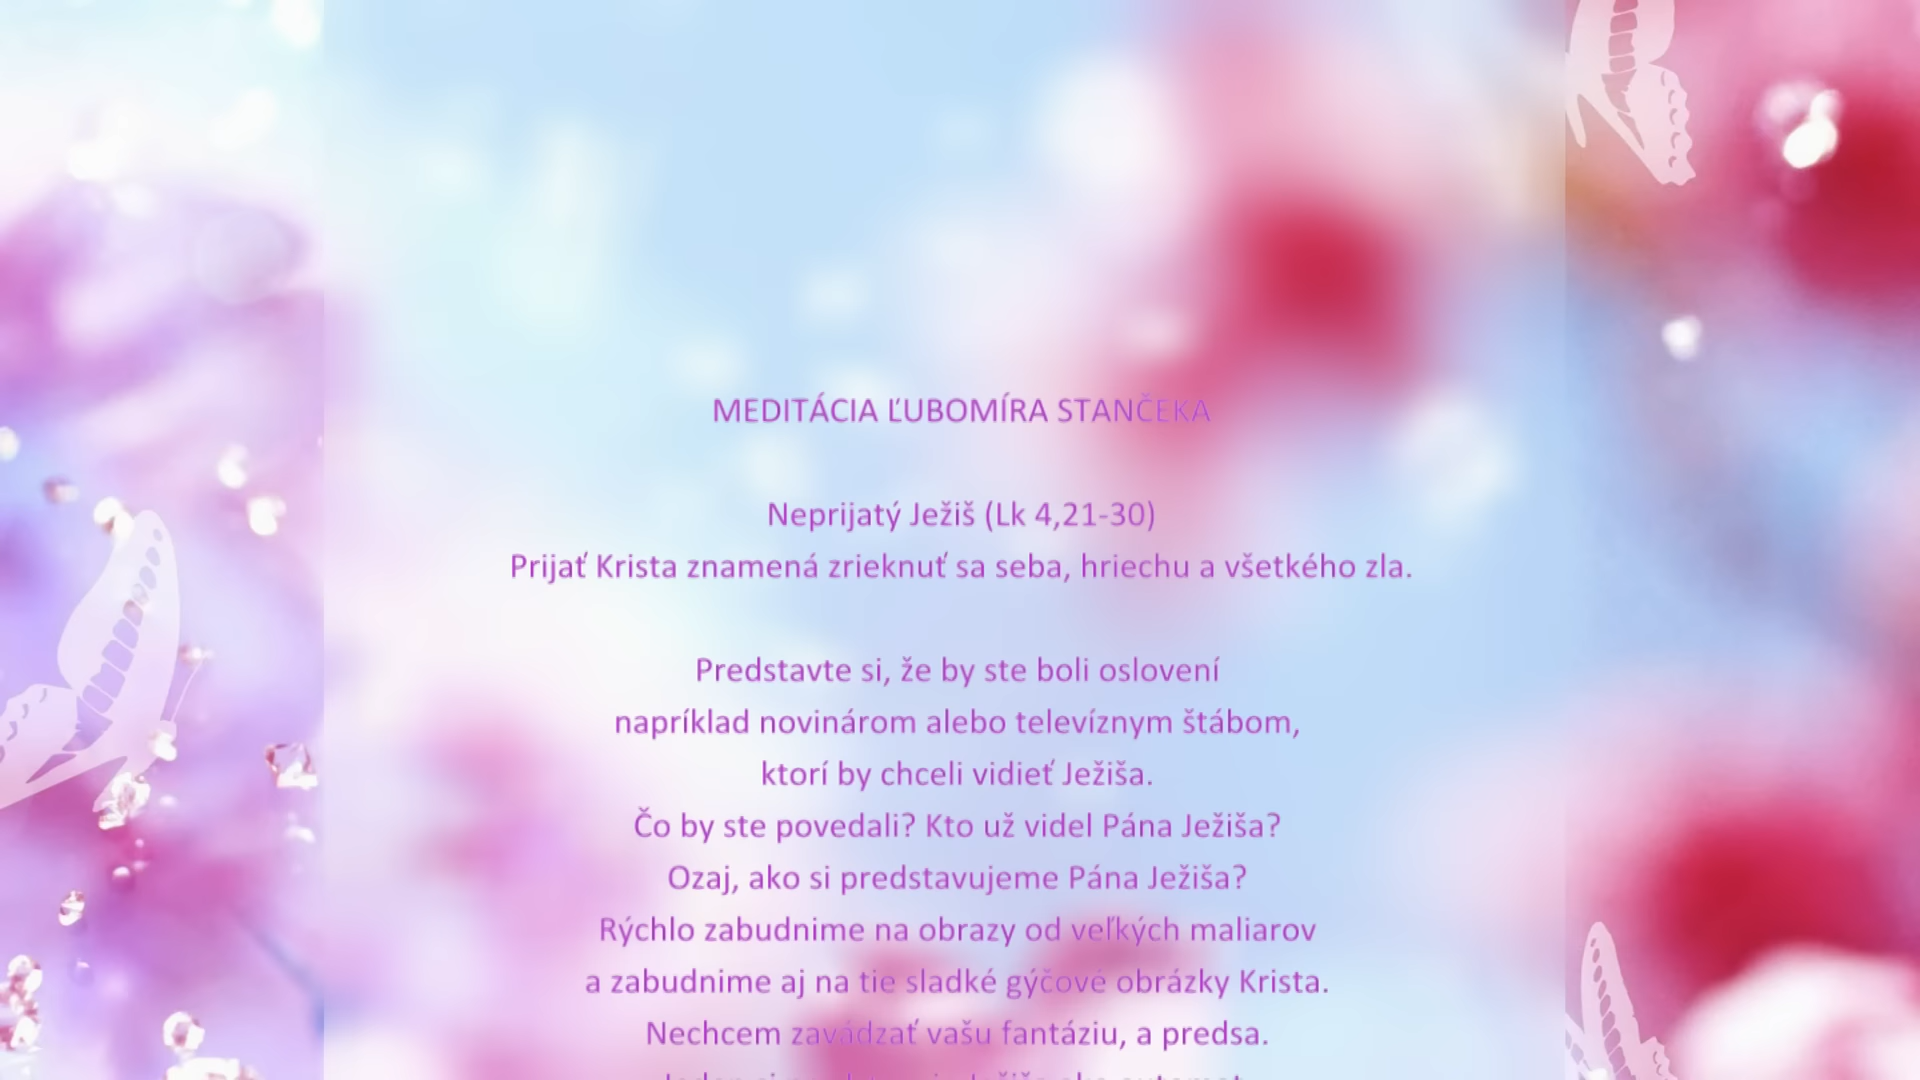 MEDITÁCIA ĽUBOMÍRA STANČEKA
Neprijatý Ježiš (Lk 4,21-30)
Prijať Krista znamená zrieknuť sa seba, hriechu a všetkého zla.
Predstavte si, že by ste boli oslovení
napríklad novinárom alebo televíznym štábom,
ktorí by chceli vidieť Ježiša.
Čo by ste povedali? Kto už videl Pána Ježiša?
Ozaj, ako si predstavujeme Pána Ježiša?
Rýchlo zabudnime na obrazy od veľkých maliarov
a zabudnime aj na tie sladké gýčové obrázky Krista.
Nechcem zavádzať vašu fantáziu, a predsa.